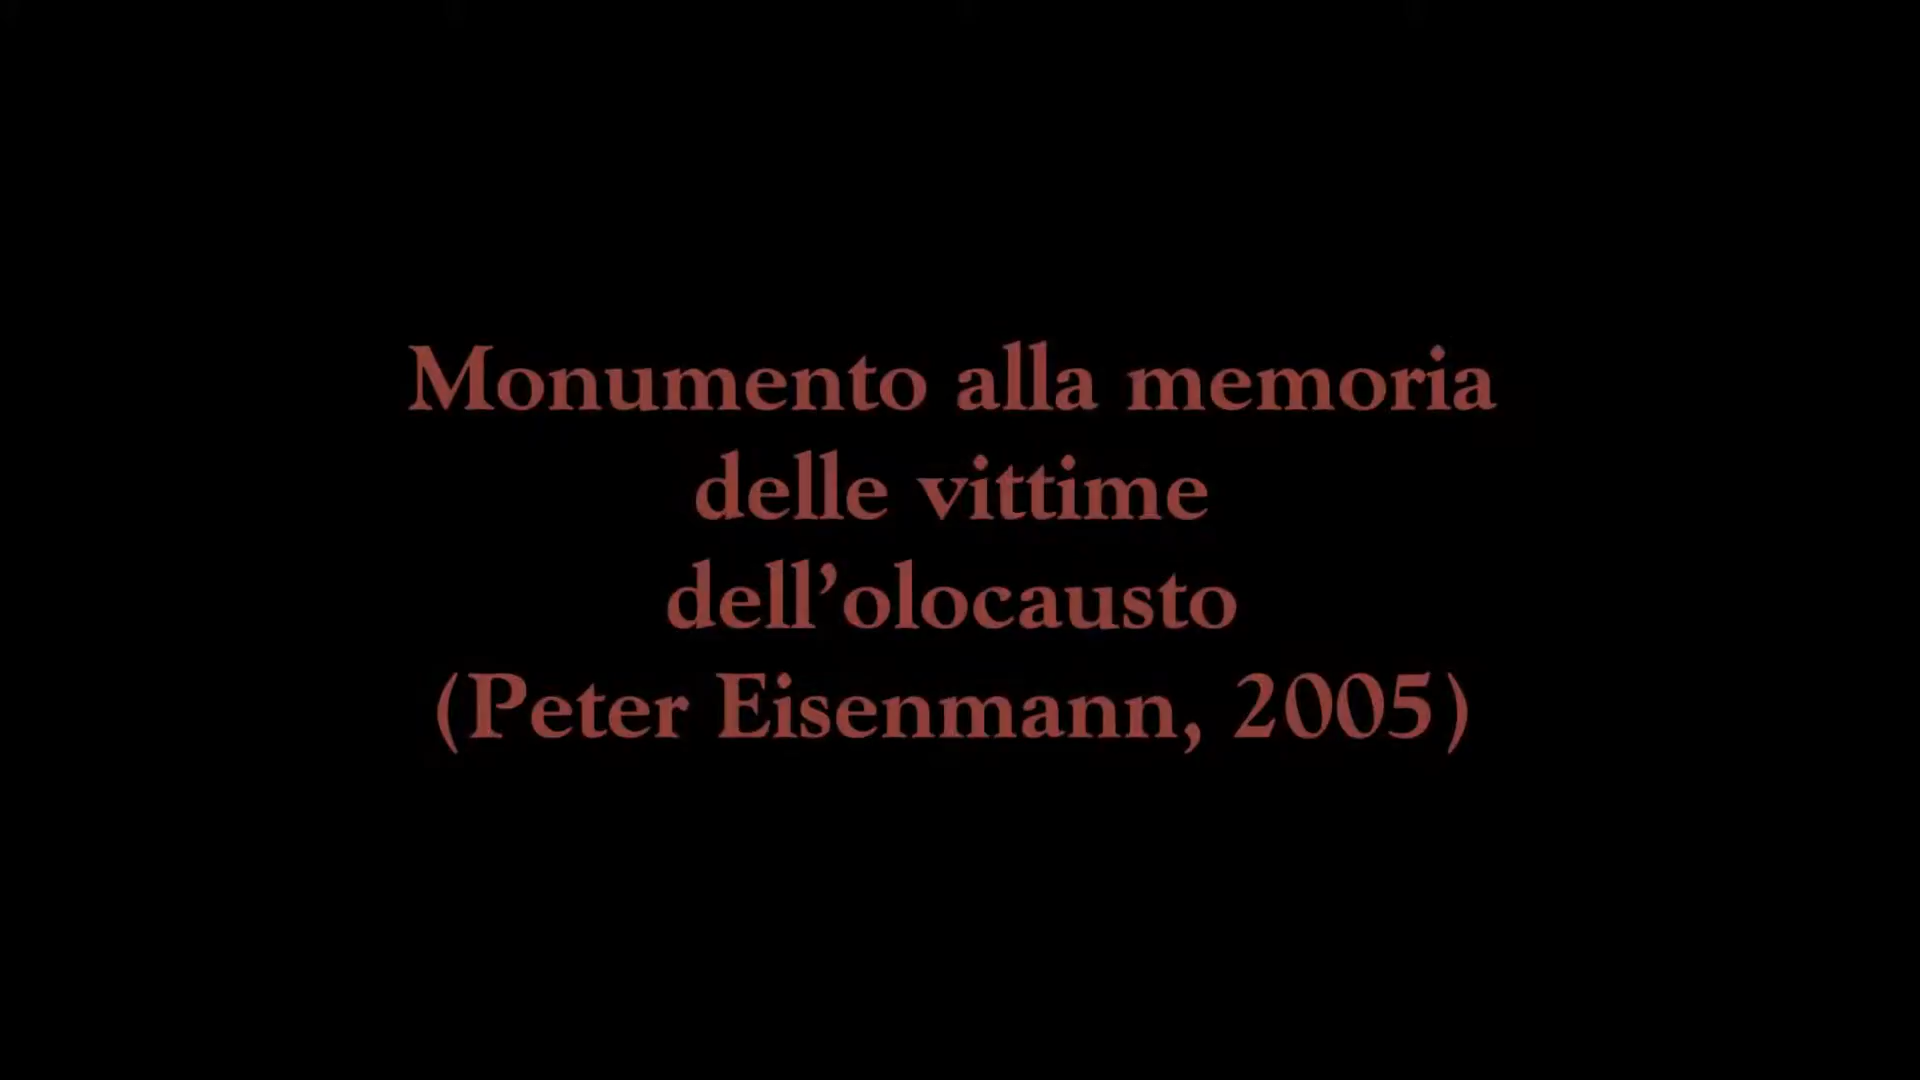 Monumento alla memoria
delle vittime
dell’olocausto
(Peter Eisenmann, 2005)